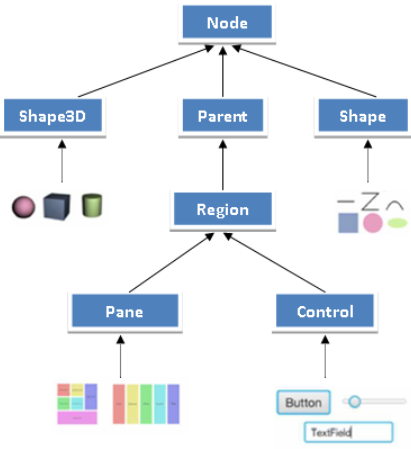 Node
Shape3D
Parent
Shape
Region
Pane
Control
Button
TextField